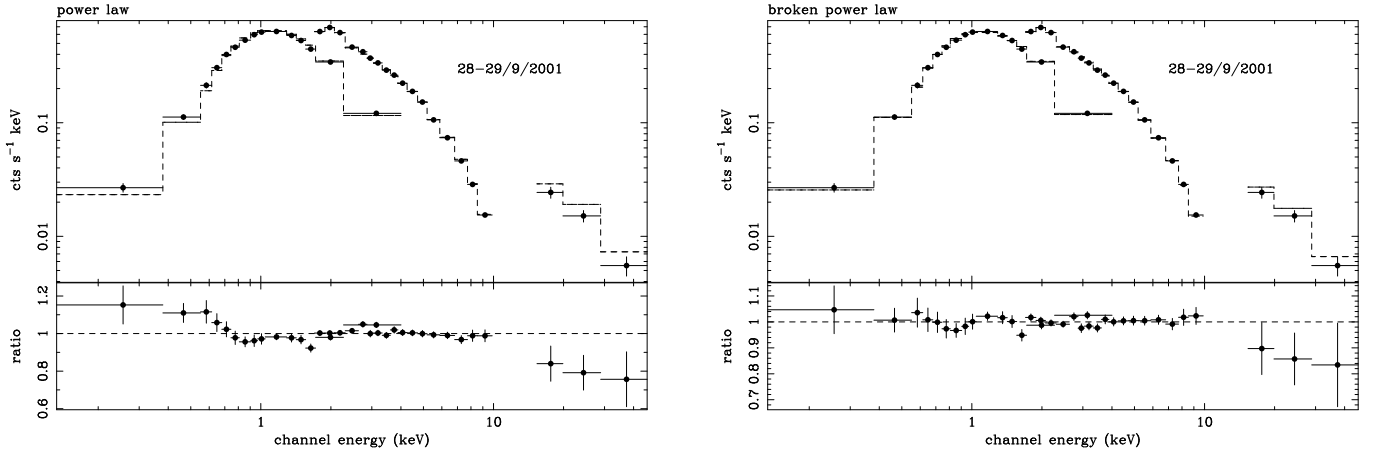 power law
28-29/9/2001
cts s⁻¹ keV
0.1
0.01
ratio
1.2
1
0.8
0.6
1
10
channel energy (keV)
broken power law
28-29/9/2001
cts s⁻¹ keV
0.1
0.01
ratio
1.1
1
0.9
0.8
0.7
1
10
channel energy (keV)